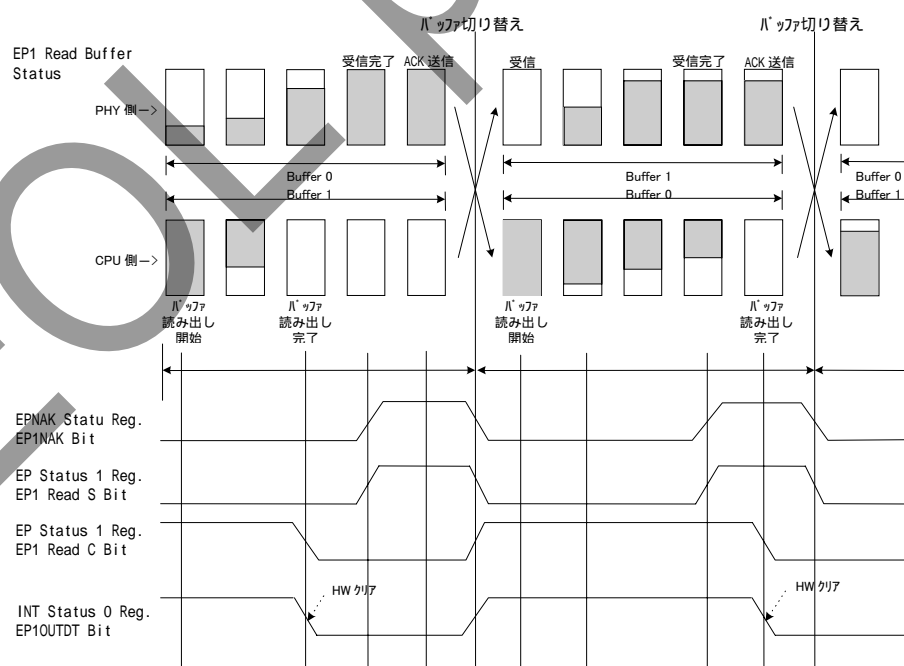 バッファ切り替え バッファ切り替え
EP1 Read Buffer
Status
受信完了 ACK 送信 受信 受信完了 ACK 送信
PHY 側ー>
Buffer 0 Buffer 1 Buffer 0
Buffer 1 Buffer 0 Buffer 1
CPU 側ー>
バッファ バッファ バッファ バッファ
読み出し 読み出し 読み出し 読み出し
開始 完了 開始 完了
EPNAK Statu Reg.
EP1NAK Bit
EP Status 1 Reg.
EP1 Read S Bit
EP Status 1 Reg.
EP1 Read C Bit
HW クリア HW クリア
INT Status 0 Reg.
EP1OUTDT Bit